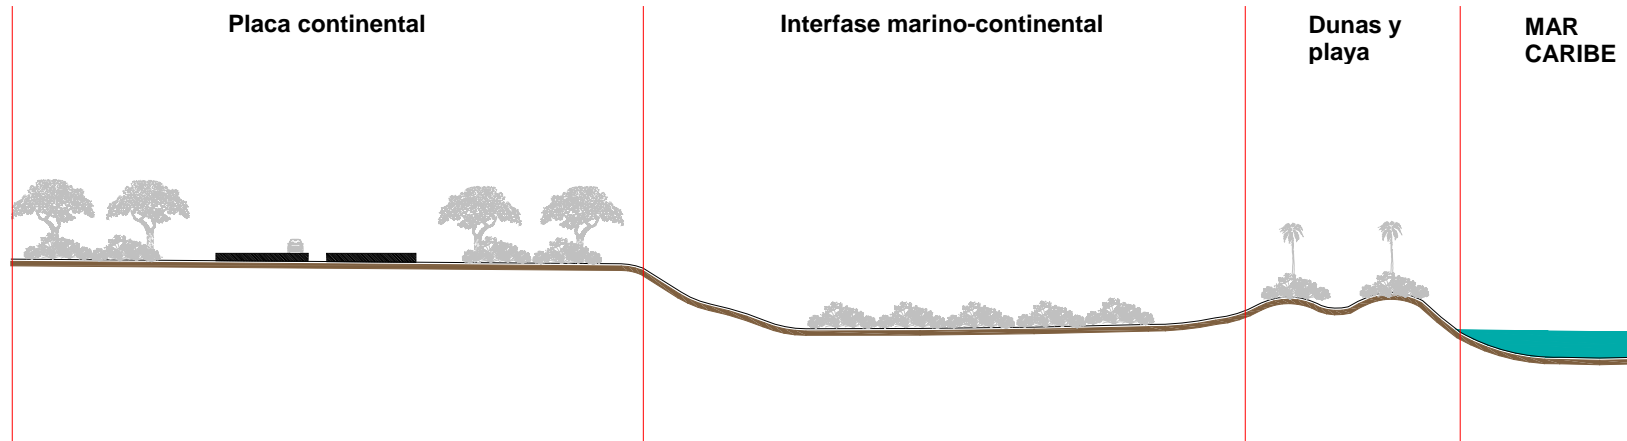 Placa continental
Interfase marino-continental
Dunas y
playa
MAR
CARIBE